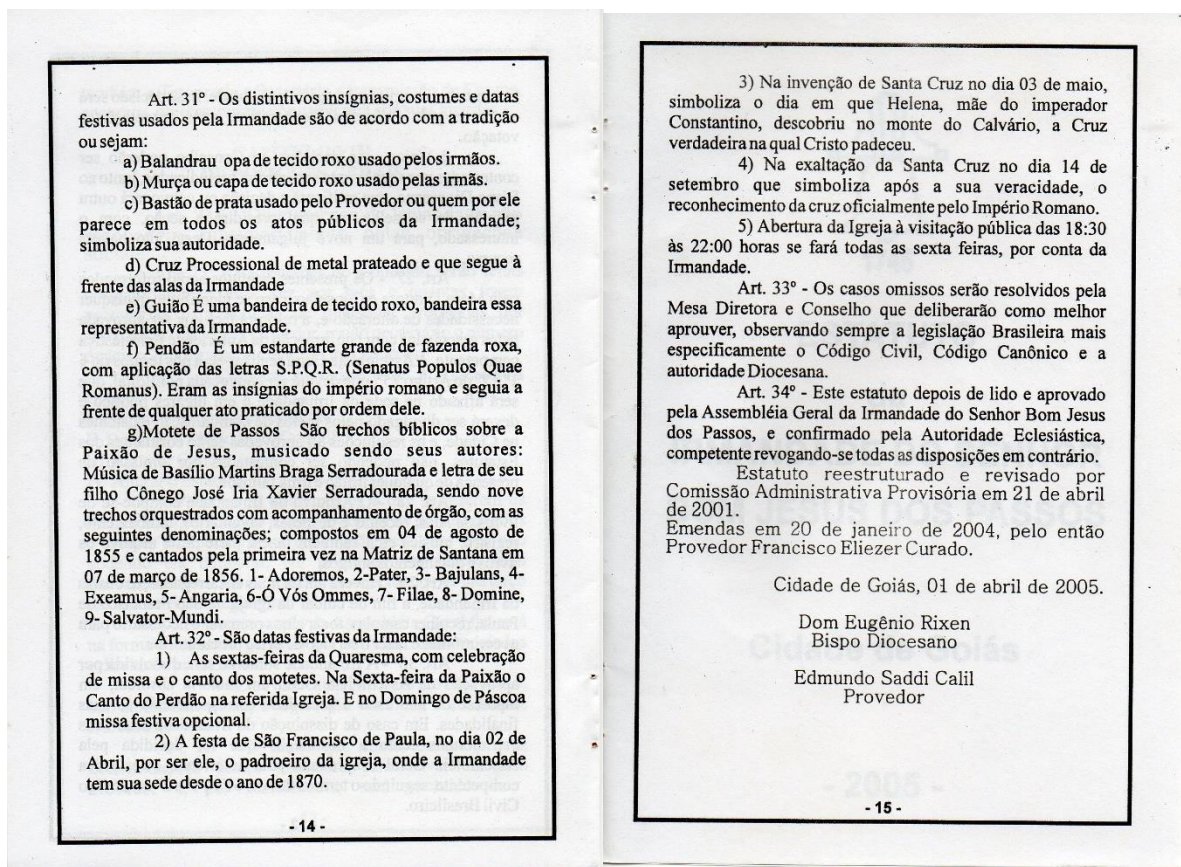 Art. 31º - Os distintivos insígnias, costumes e datas
festivas usados pela Irmandade são de acordo com a tradição
ou sejam:
a) Balandrau opa de tecido roxo usado pelos irmãos.
b) Murça ou capa de tecido roxo usado pelas irmãs.
c) Bastão de prata usado pelo Provedor ou quem por ele
parece em todos os atos públicos da Irmandade;
simboliza sua autoridade.
d) Cruz Processional de metal prateado e que segue à
frente das alas da Irmandade
e) Guião É uma bandeira de tecido roxo, bandeira essa
representativa da Irmandade.
f) Pendão É um estandarte grande de fazenda roxa,
com aplicação das letras S.P.Q.R. (Senatus Populos Quae
Romanus). Eram as insígnias do império romano e seguia a
frente de qualquer ato praticado por ordem dele.
g)Motete de Passos São trechos bíblicos sobre a
Paixão de Jesus, musicado sendo seus autores:
Música de Basílio Martins Braga Serradourada e letra de seu
filho Cônego José Iria Xavier Serradourada, sendo nove
trechos orquestrados com acompanhamento de órgão, com as
seguintes denominações; compostos em 04 de agosto de
1855 e cantados pela primeira vez na Matriz de Santana em
07 de março de 1856. 1- Adoremos, 2-Pater, 3- Bajulans, 4-
Exeamus, 5- Angaria, 6-Ó Vós Ommes, 7- Filae, 8- Domine,
9- Salvator-Mundi.
Art. 32º - São datas festivas da Irmandade:
1) As sextas-feiras da Quaresma, com celebração
de missa e o canto dos motetes. Na Sexta-feira da Paixão o
Canto do Perdão na referida Igreja. E no Domingo de Páscoa
missa festiva opcional.
2) A festa de São Francisco de Paula, no dia 02 de
Abril, por ser ele, o padroeiro da igreja, onde a Irmandade
tem sua sede desde o ano de 1870.
- 14 -
3) Na invenção de Santa Cruz no dia 03 de maio,
simboliza o dia em que Helena, mãe do imperador
Constantino, descobriu no monte do Calvário, a Cruz
verdadeira na qual Cristo padeceu.
4) Na exaltação da Santa Cruz no dia 14 de
setembro que simboliza após a sua veracidade, o
reconhecimento da cruz oficialmente pelo Império Romano.
5) Abertura da Igreja à visitação pública das 18:30
às 22:00 horas se fará todas as sexta feiras, por conta da
Irmandade.
Art. 33º - Os casos omissos serão resolvidos pela
Mesa Diretora e Conselho que deliberarão como melhor
aprouver, observando sempre a legislação Brasileira mais
especificamente o Código Civil, Código Canônico e a
autoridade Diocesana.
Art. 34º - Este estatuto depois de lido e aprovado
pela Assembléia Geral da Irmandade do Senhor Bom Jesus
dos Passos, e confirmado pela Autoridade Eclesiástica,
competente revogando-se todas as disposições em contrário.
Estatuto reestruturado e revisado por
Comissão Administrativa Provisória em 21 de abril
de 2001.
Emendas em 20 de janeiro de 2004, pelo então
Provedor Francisco Eliezer Curado.
Cidade de Goiás, 01 de abril de 2005.
Dom Eugênio Rixen
Bispo Diocesano
Edmundo Saddi Calil
Provedor
- 15 -